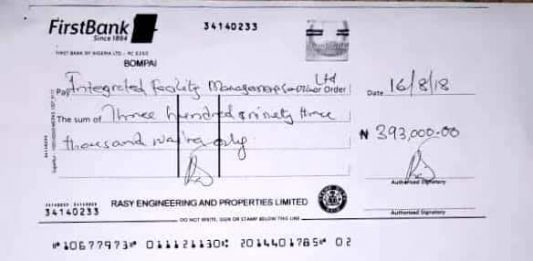 FirstBank
Since 1894
34140233
FIRST BANK OF NIGERIA LTD - RC 6290
BOMPAI
Pay Integrated Facility Management Ltd or Order
Date 16/8/18
The sum of Three hundred & ninety three
thousand naira only
₦ 393,000.00
Authorised Signatory
34140233
RASY ENGINEERING AND PROPERTIES LIMITED
DO NOT WRITE, SIGN OR STAMP BELOW THIS LINE
Authorised Signatory